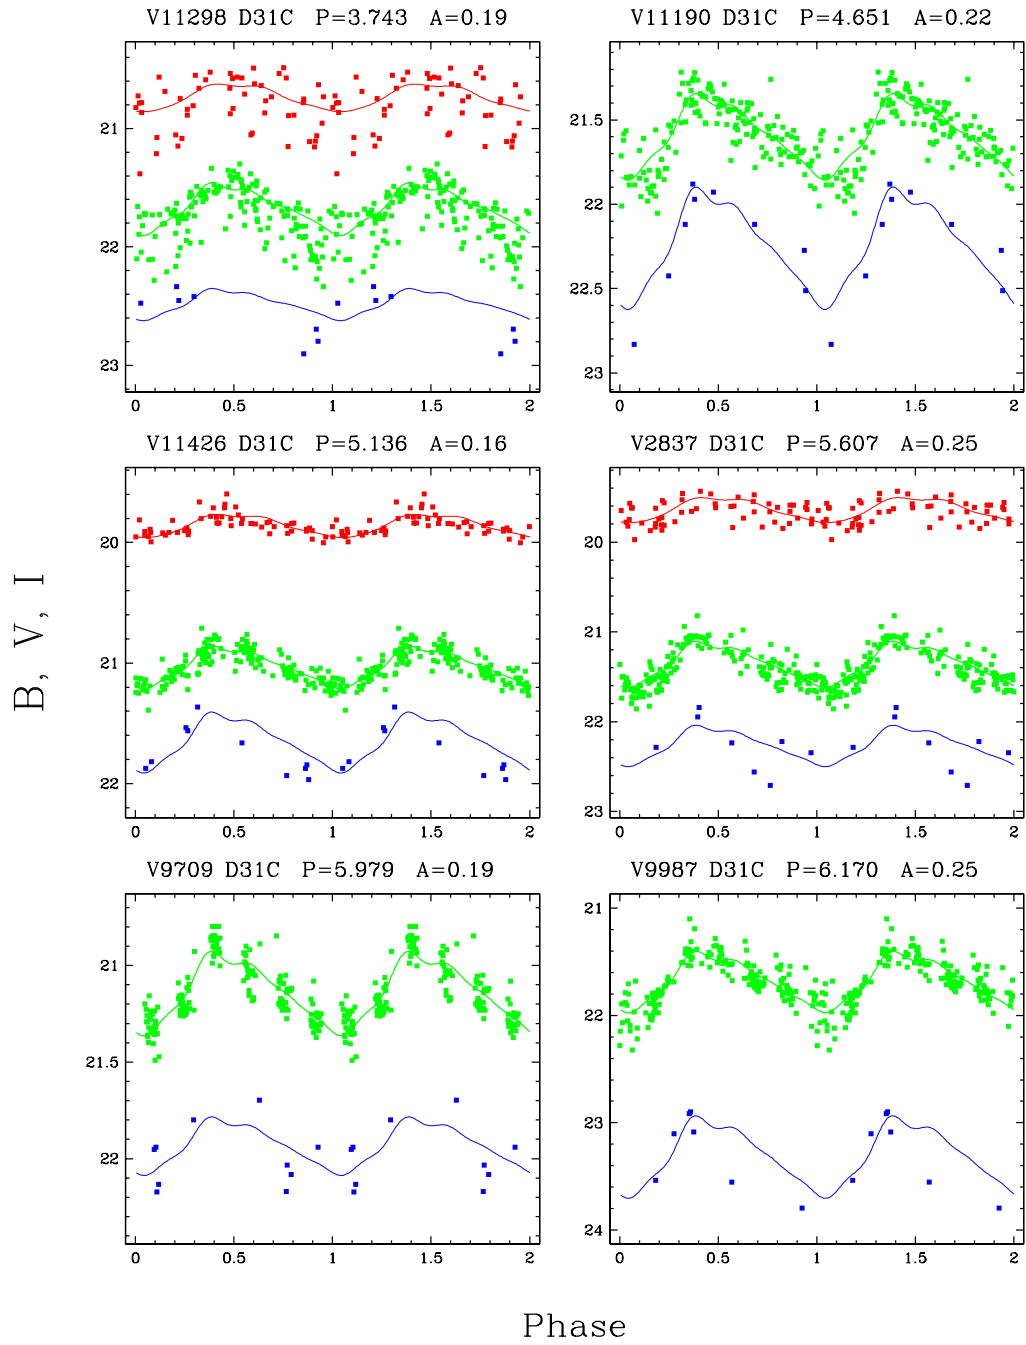 V11298 D31C P=3.743 A=0.19
V11190 D31C P=4.651 A=0.22
21
22
23
0 0.5 1 1.5 2
21.5
22
22.5
23
0 0.5 1 1.5 2
V11426 D31C P=5.136 A=0.16
V2837 D31C P=5.607 A=0.25
20
21
22
0 0.5 1 1.5 2
20
21
22
23
0 0.5 1 1.5 2
V9709 D31C P=5.979 A=0.19
V9987 D31C P=6.170 A=0.25
21
21.5
22
0 0.5 1 1.5 2
21
22
23
24
0 0.5 1 1.5 2
B, V, I
Phase